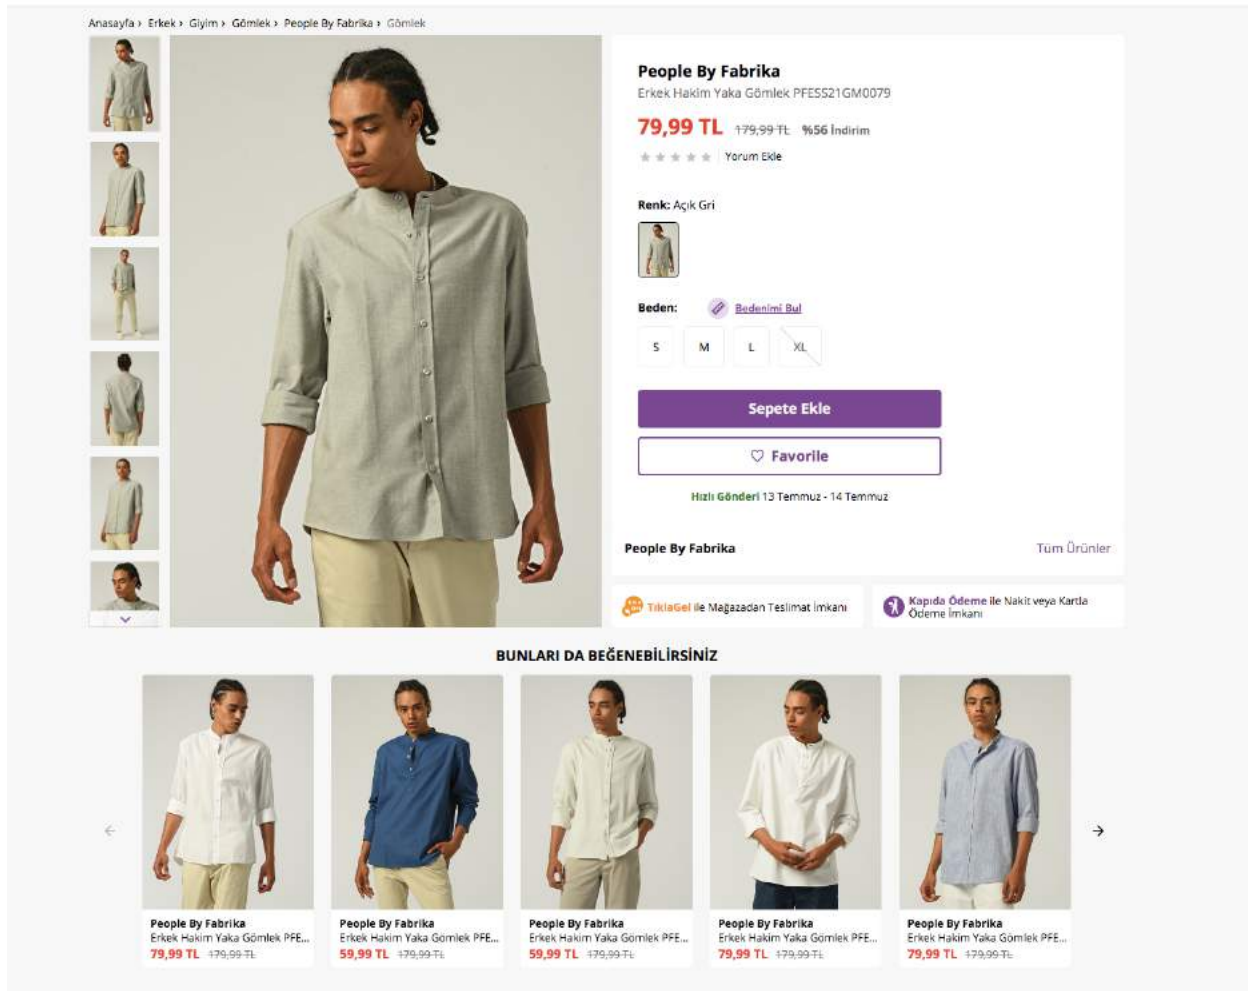 Anasayfa › Erkek › Giyim › Gömlek › People By Fabrika › Gömlek
People By Fabrika
Erkek Hakim Yaka Gömlek PFESS21GM0079
79,99 TL 179,99 TL %56 İndirim
Yorum Ekle
Renk: Açık Gri
Beden: Bedenimi Bul
S M L XL
Sepete Ekle
Favorile
Hızlı Gönderi 13 Temmuz - 14 Temmuz
People By Fabrika Tüm Ürünler
TıklaGel ile Mağazadan Teslimat İmkanı
Kapıda Ödeme ile Nakit veya Kartla
Ödeme İmkanı
BUNLARI DA BEĞENEBİLİRSİNİZ
People By Fabrika
Erkek Hakim Yaka Gömlek PFE...
79,99 TL 179,99 TL
People By Fabrika
Erkek Hakim Yaka Gömlek PFE...
59,99 TL 179,99 TL
People By Fabrika
Erkek Hakim Yaka Gömlek PFE...
59,99 TL 179,99 TL
People By Fabrika
Erkek Hakim Yaka Gömlek PFE...
79,99 TL 179,99 TL
People By Fabrika
Erkek Hakim Yaka Gömlek PFE...
79,99 TL 179,99 TL